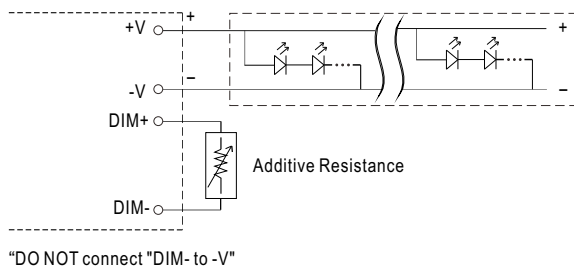 +
+V
+
-V
−
−
DIM+
Additive Resistance
DIM-
“DO NOT connect "DIM- to -V"